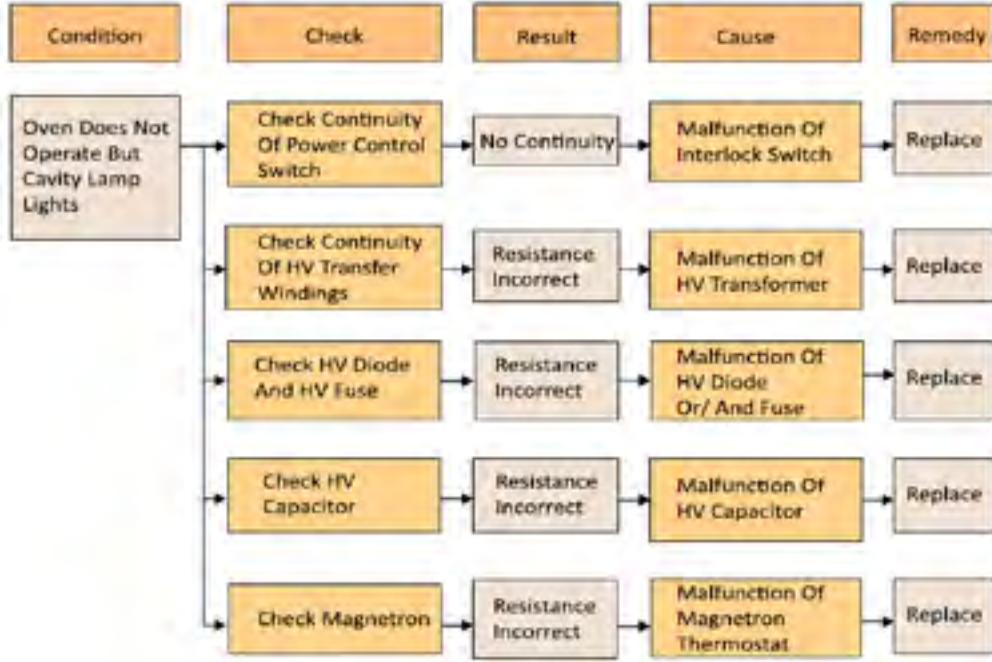 Condition
Check
Result
Cause
Remedy
Oven Does Not
Operate But
Cavity Lamp
Lights
Check Continuity
Of Power Control
Switch
No Continuity
Malfunction Of
Interlock Switch
Replace
Check Continuity
Of HV Transfer
Windings
Resistance
Incorrect
Malfunction Of
HV Transformer
Replace
Check HV Diode
And HV Fuse
Resistance
Incorrect
Malfunction Of
HV Diode
Or/ And Fuse
Replace
Check HV
Capacitor
Resistance
Incorrect
Malfunction Of
HV Capacitor
Replace
Check Magnetron
Resistance
Incorrect
Malfunction Of
Magnetron
Thermostat
Replace